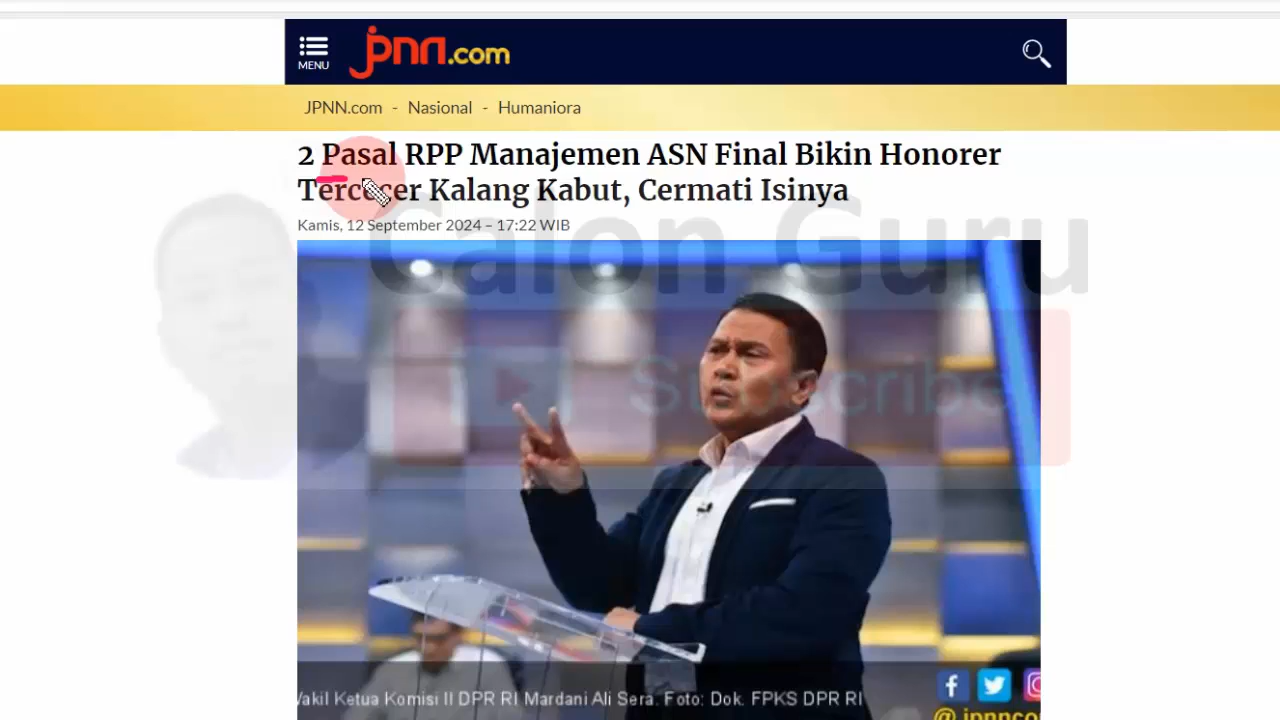 MENU
jpnn.com
JPNN.com - Nasional - Humaniora
2 Pasal RPP Manajemen ASN Final Bikin Honorer
Tercecer Kalang Kabut, Cermati Isinya
Kamis, 12 September 2024 – 17:22 WIB
Calon Guru
Subscribe
Wakil Ketua Komisi II DPR RI Mardani Ali Sera. Foto: Dok. FPKS DPR RI
@jpnnco